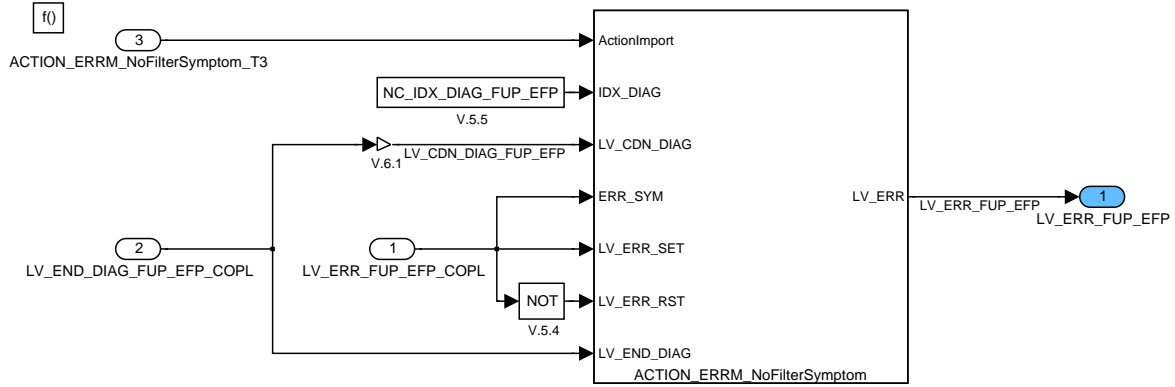 f()
3
ACTION_ERRM_NoFilterSymptom_T3
ActionImport
NC_IDX_DIAG_FUP_EFP
IDX_DIAG
V.5.5
LV_CDN_DIAG_FUP_EFP
LV_CDN_DIAG
V.6.1
ERR_SYM
LV_ERR
LV_ERR_FUP_EFP
1
LV_ERR_FUP_EFP
2
LV_END_DIAG_FUP_EFP_COPL
1
LV_ERR_FUP_EFP_COPL
LV_ERR_SET
NOT
LV_ERR_RST
V.5.4
LV_END_DIAG
ACTION_ERRM_NoFilterSymptom